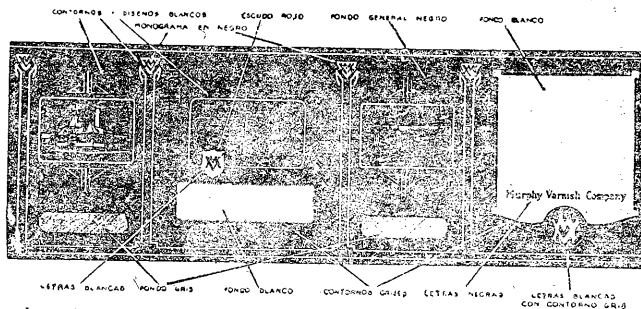 CONTORNOS Y DISEÑOS BLANCOS
ESCUDO ROJO
FONDO GENERAL NEGRO
FONDO BLANCO
MONOGRAMA EN NEGRO
Murphy Varnish Company
LETRAS BLANCAS
FONDO GRIS
FONDO BLANCO
CONTORNOS GRISES
LETRAS NEGRAS
LETRAS BLANCAS
CON CONTORNO GRIS